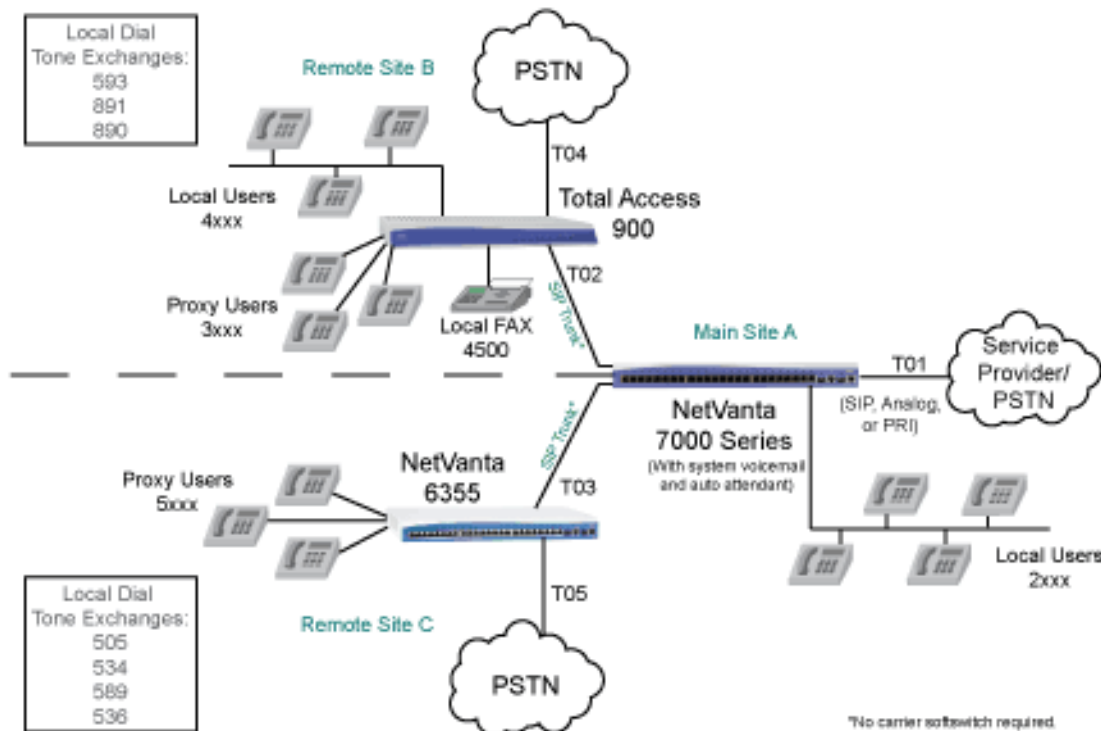 Local Dial
Tone Exchanges:
593
891
890
Remote Site B
PSTN
T04
Local Users
4xxx
Total Access
900
T02
SIP Trunk*
Proxy Users
3xxx
Local FAX
4500
Main Site A
T01
Service
Provider/
PSTN
(SIP, Analog,
or PRI)
NetVanta
7000 Series
(With system voicemail
and auto attendant)
SIP Trunk*
NetVanta
6355
T03
Proxy Users
5xxx
Local Users
2xxx
T05
Local Dial
Tone Exchanges:
505
534
589
536
Remote Site C
PSTN
*No carrier softswitch required.